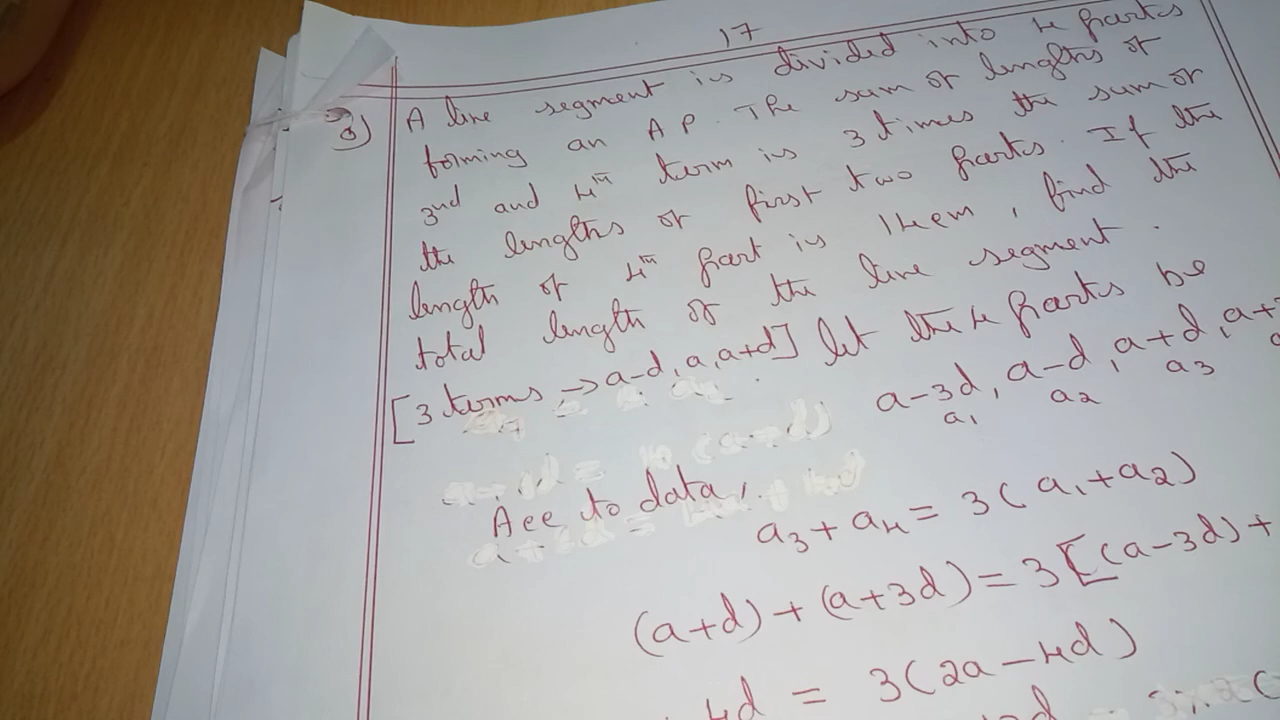 17
8) A line segment is divided into 4 parts
forming an AP. The sum of lengths of
3rd and 4th term is 3 times the sum of
the lengths of first two parts. If the
length of 4th part is 14cm, find the
total length of the line segment.
[3 terms → a-d, a, a+d] let the 4 parts be
a-3d, a-d, a+d, a+
a1 a2 a3
Acc to data,
a3 + a4 = 3(a1+a2)
(a+d) + (a+3d) = 3[(a-3d)+
4d = 3(2a-4d)